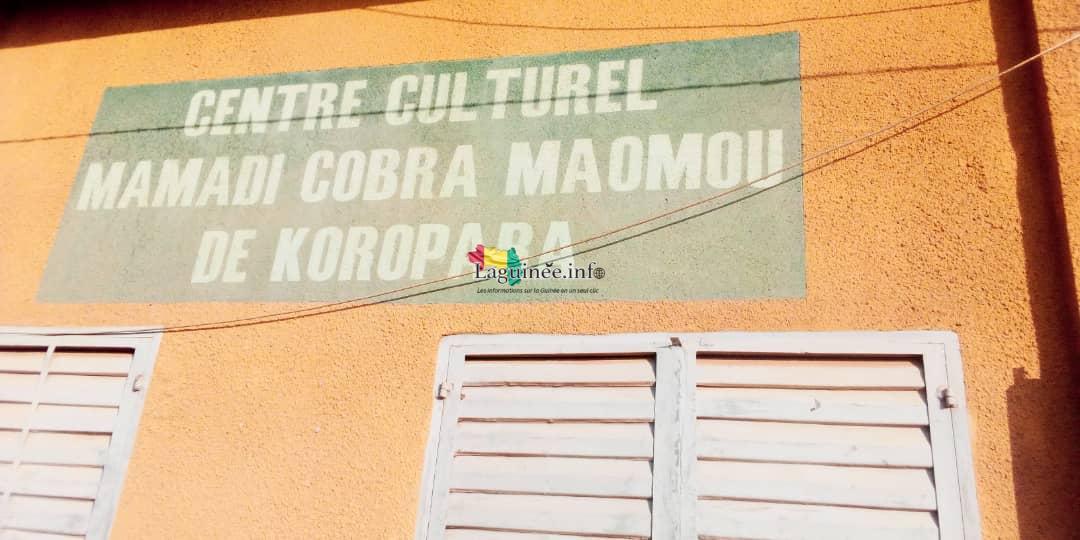 CENTRE CULTUREL
MAMADI COBRA MAOMOU
DE KOROPARA
Laguinée.info
Les informations sur la Guinée en un seul clic